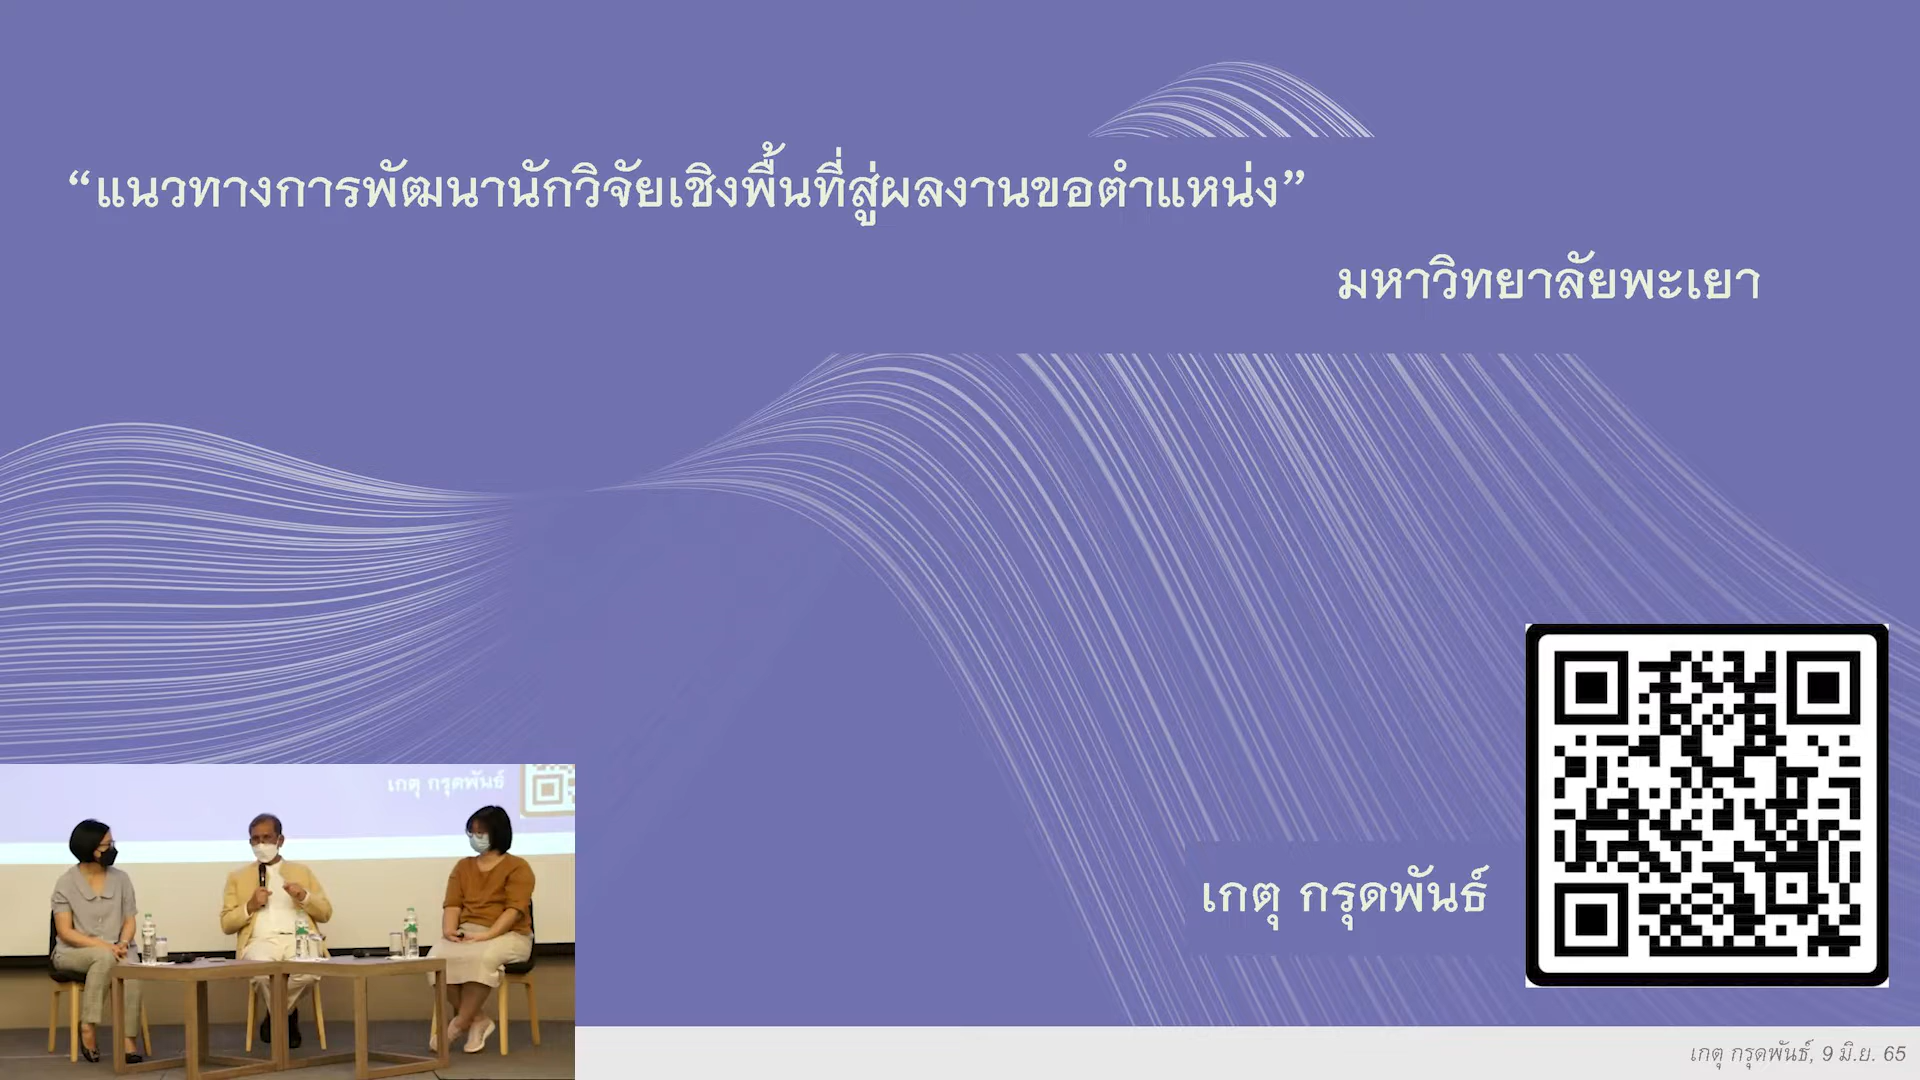 “แนวทางการพัฒนานักวิจัยเชิงพื้นที่สู่ผลงานขอตำแหน่ง”
มหาวิทยาลัยพะเยา
เกตุ กรุดพันธ์
เกตุ กรุดพันธ์
เกตุ กรุดพันธ์, 9 มิ.ย. 65